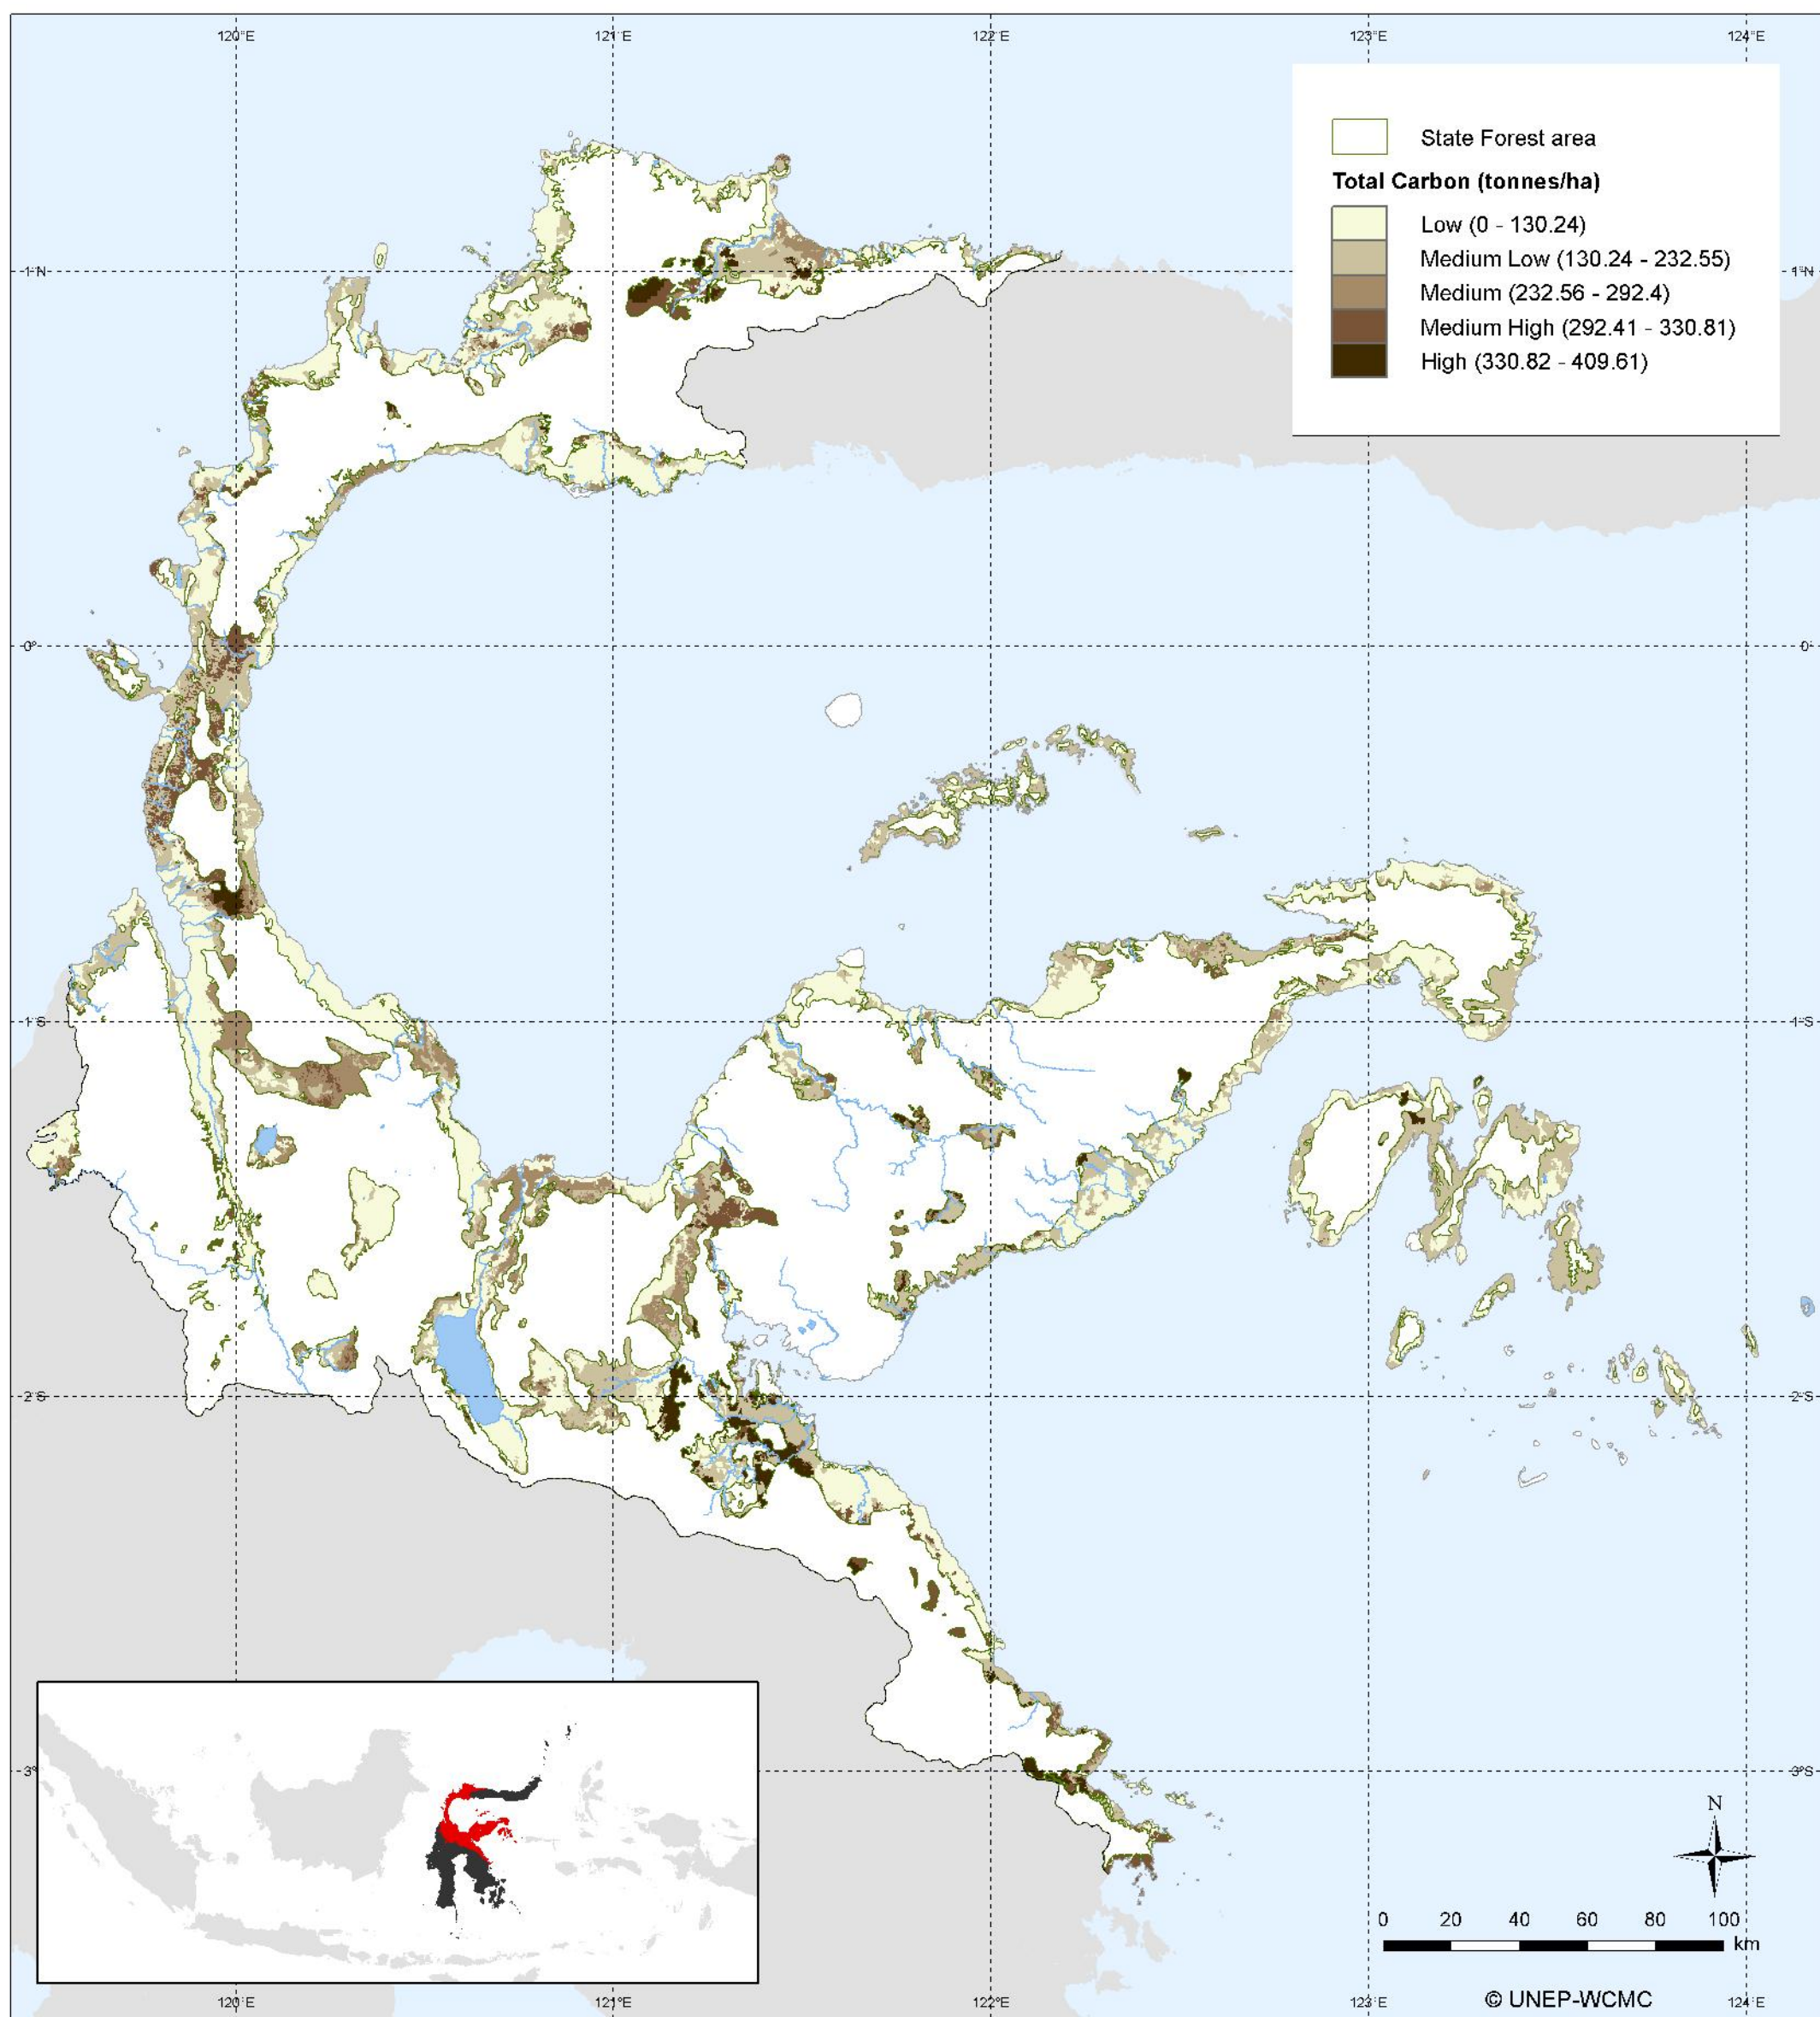 120°E 121°E 122°E 123°E 124°E
State Forest area
Total Carbon (tonnes/ha)
Low (0 - 130.24)
Medium Low (130.24 - 232.55)
Medium (232.56 - 292.4)
Medium High (292.41 - 330.81)
High (330.82 - 409.61)
1°N 1°N
0° 0°
1°S 1°S
2°S 2°S
3° 3°S
N
0 20 40 60 80 100
km
© UNEP-WCMC
120°E 121°E 122°E 123°E 124°E